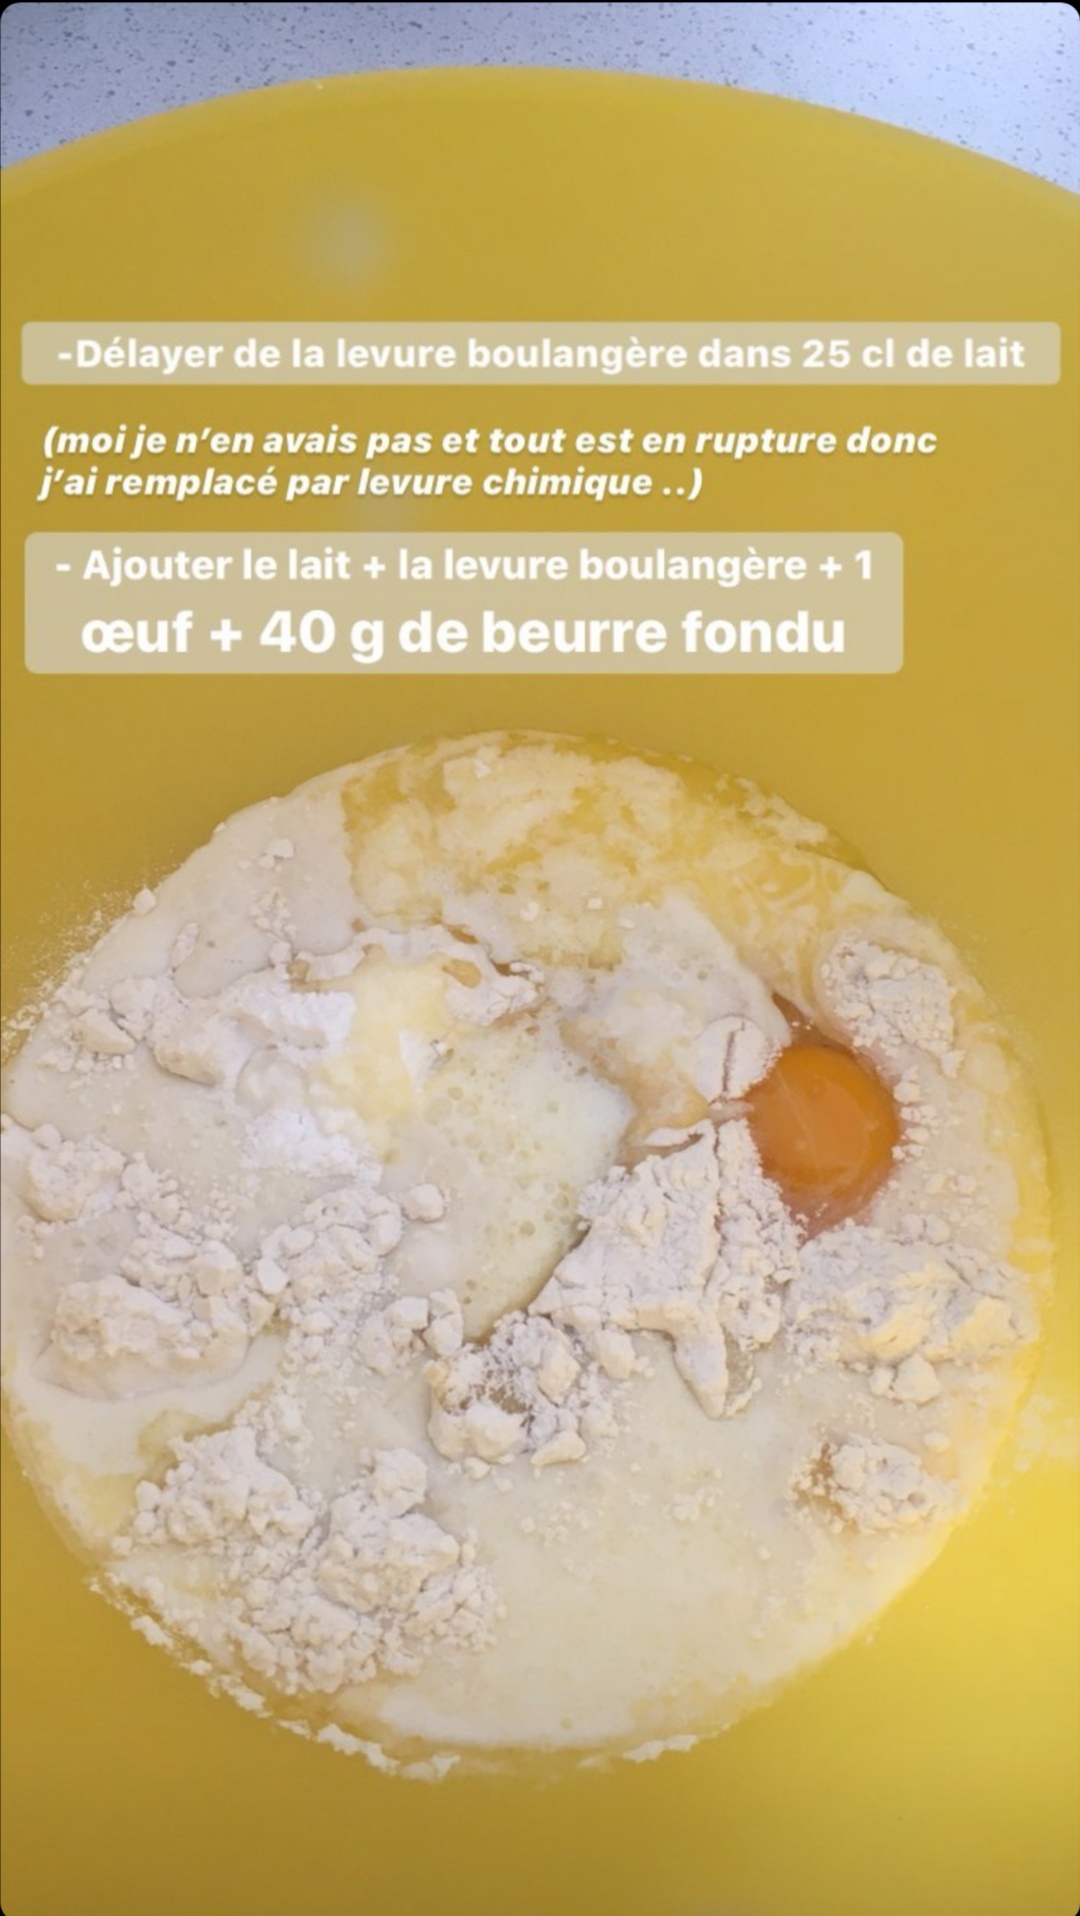 -Délayer de la levure boulangère dans 25 cl de lait
(moi je n’en avais pas et tout est en rupture donc
j’ai remplacé par levure chimique ..)
- Ajouter le lait + la levure boulangère + 1
œuf + 40 g de beurre fondu